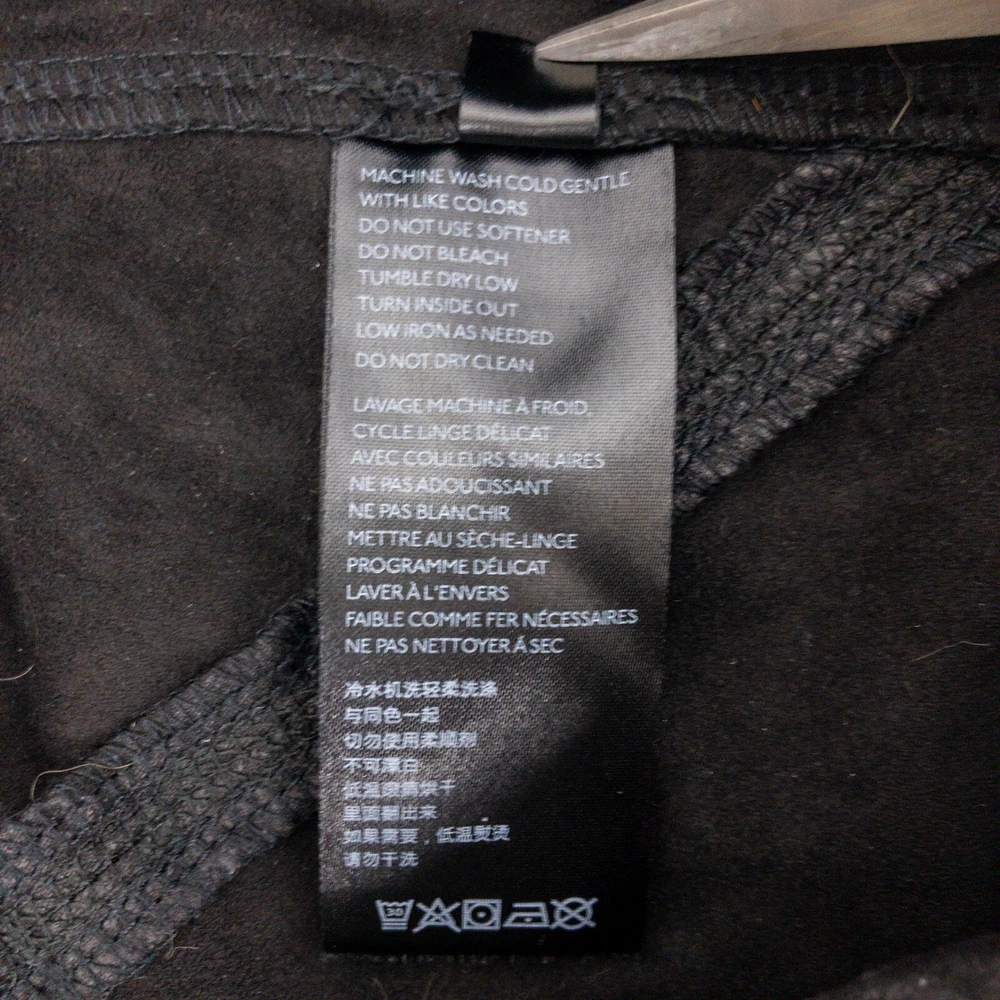 MACHINE WASH COLD GENTLE
WITH LIKE COLORS
DO NOT USE SOFTENER
DO NOT BLEACH
TUMBLE DRY LOW
TURN INSIDE OUT
LOW IRON AS NEEDED
DO NOT DRY CLEAN
LAVAGE MACHINE À FROID,
CYCLE LINGE DÉLICAT
AVEC COULEURS SIMILAIRES
NE PAS ADOUCISSANT
NE PAS BLANCHIR
METTRE AU SÈCHE-LINGE
PROGRAMME DÉLICAT
LAVER À L'ENVERS
FAIBLE COMME FER NÉCESSAIRES
NE PAS NETTOYER Á SEC
冷水机洗轻柔洗涤
与同色一起
切勿使用柔顺剂
不可漂白
低温滚筒烘干
里面翻出来
如果需要，低温熨烫
请勿干洗
30